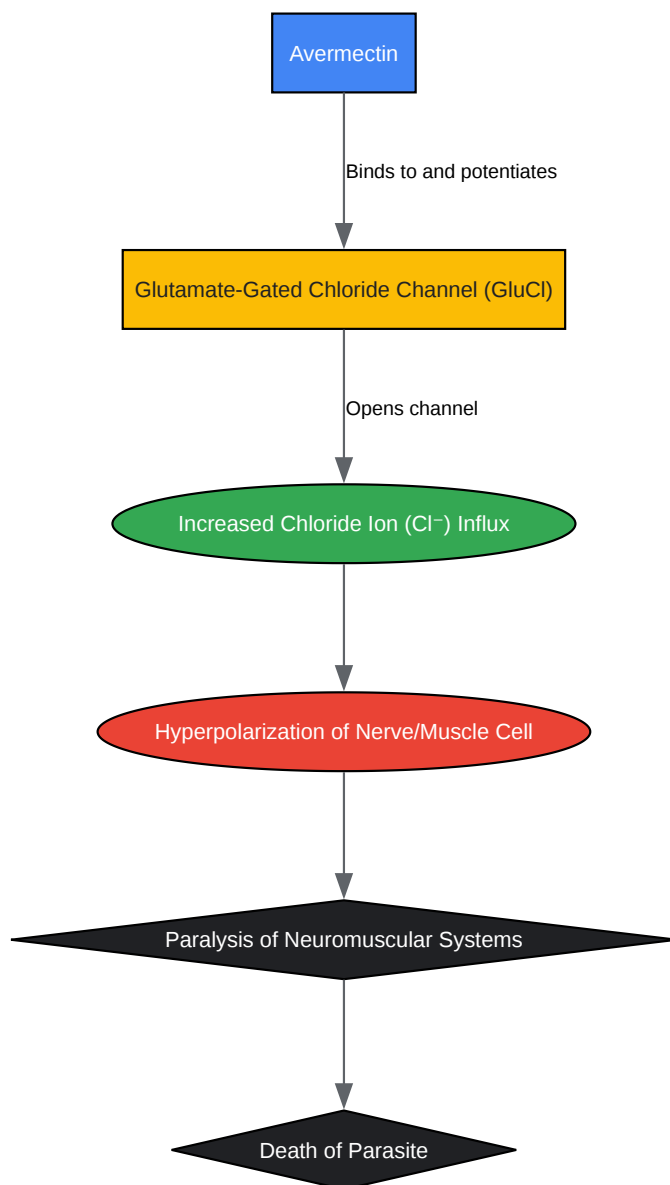 Avermectin
Binds to and potentiates
Glutamate-Gated Chloride Channel (GluCl)
Opens channel
Increased Chloride Ion (Cl⁻) Influx
Hyperpolarization of Nerve/Muscle Cell
Paralysis of Neuromuscular Systems
Death of Parasite